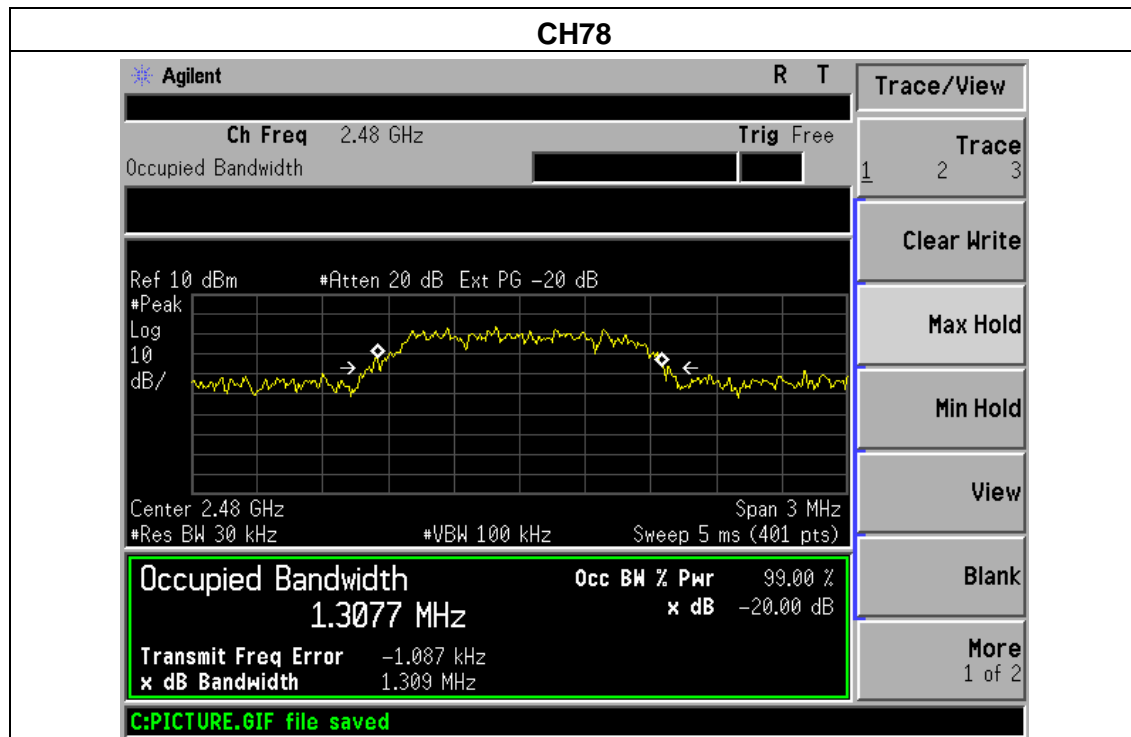 CH78
Agilent R T
Trace/View
Ch Freq 2.48 GHz Trig Free
Occupied Bandwidth
Trace
1 2 3
Clear Write
Ref 10 dBm #Atten 20 dB Ext PG -20 dB
#Peak
Log
10
dB/
Max Hold
Min Hold
View
Center 2.48 GHz Span 3 MHz
#Res BW 30 kHz #VBW 100 kHz Sweep 5 ms (401 pts)
Occupied Bandwidth Occ BW % Pwr 99.00 %
1.3077 MHz x dB -20.00 dB
Blank
Transmit Freq Error -1.087 kHz
x dB Bandwidth 1.309 MHz
More
1 of 2
C:PICTURE.GIF file saved